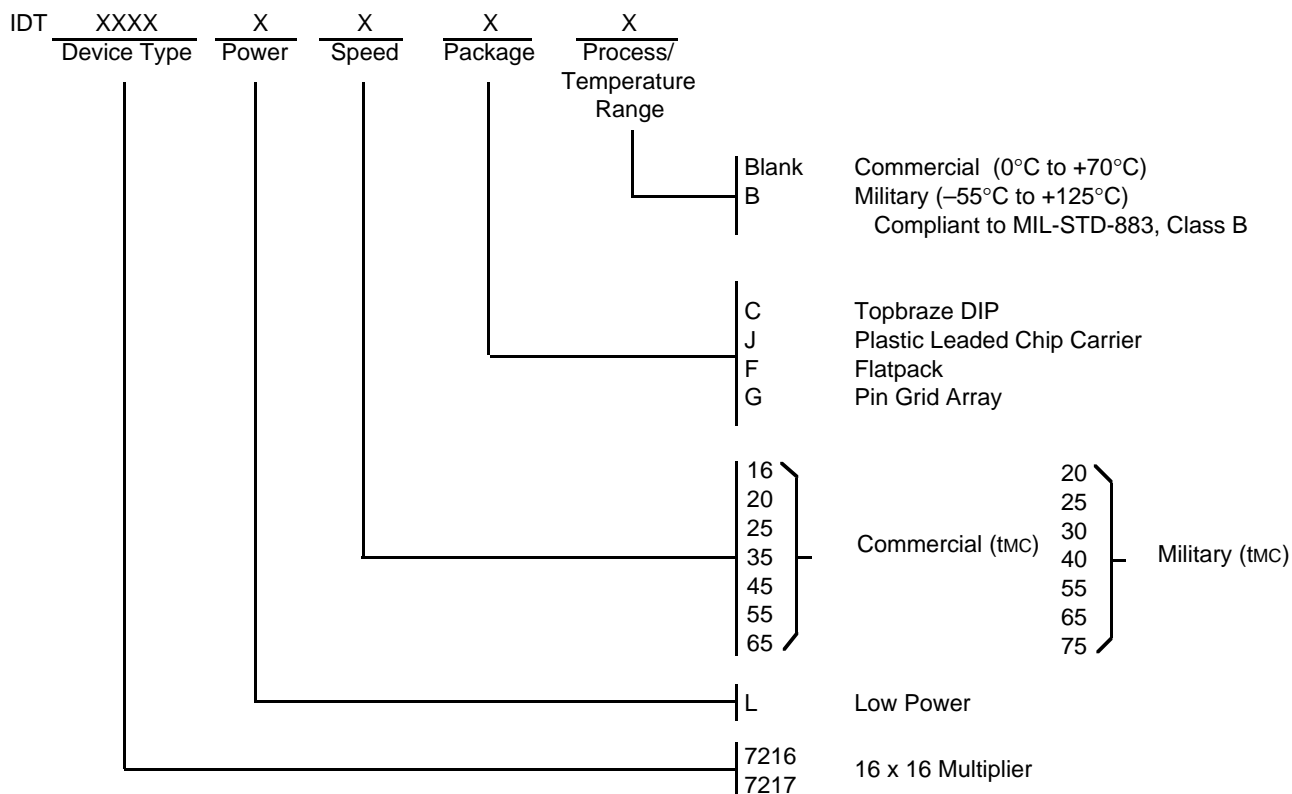 IDT XXXX X X X X
Device Type Power Speed Package Process/
Temperature
Range
Blank Commercial (0°C to +70°C)
B Military (–55°C to +125°C)
Compliant to MIL-STD-883, Class B
C Topbraze DIP
J Plastic Leaded Chip Carrier
F Flatpack
G Pin Grid Array
16 20
20 25
25 30
35 Commercial (tMC) 40 Military (tMC)
45 55
55 65
65 75
L Low Power
7216
7217 16 x 16 Multiplier